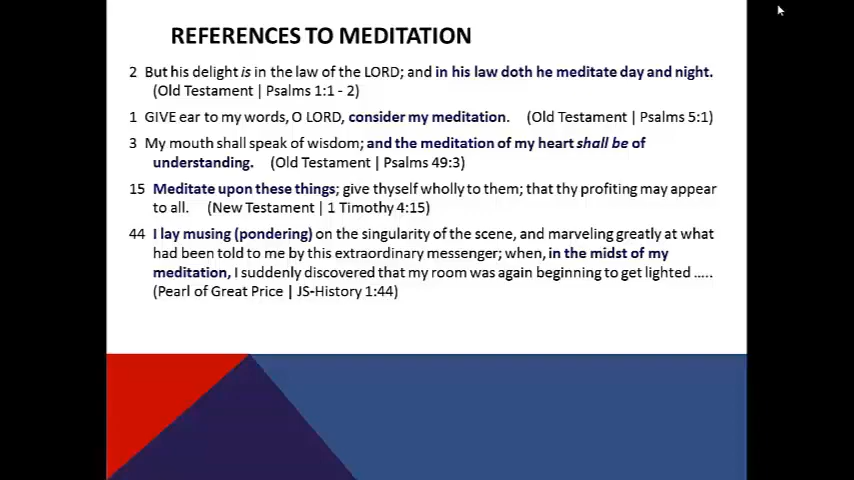 REFERENCES TO MEDITATION
2 But his delight is in the law of the LORD; and in his law doth he meditate day and night.
(Old Testament | Psalms 1:1 - 2)
1 GIVE ear to my words, O LORD, consider my meditation. (Old Testament | Psalms 5:1)
3 My mouth shall speak of wisdom; and the meditation of my heart shall be of
understanding. (Old Testament | Psalms 49:3)
15 Meditate upon these things; give thyself wholly to them; that thy profiting may appear
to all. (New Testament | 1 Timothy 4:15)
44 I lay musing (pondering) on the singularity of the scene, and marveling greatly at what
had been told to me by this extraordinary messenger; when, in the midst of my
meditation, I suddenly discovered that my room was again beginning to get lighted .....
(Pearl of Great Price | JS-History 1:44)